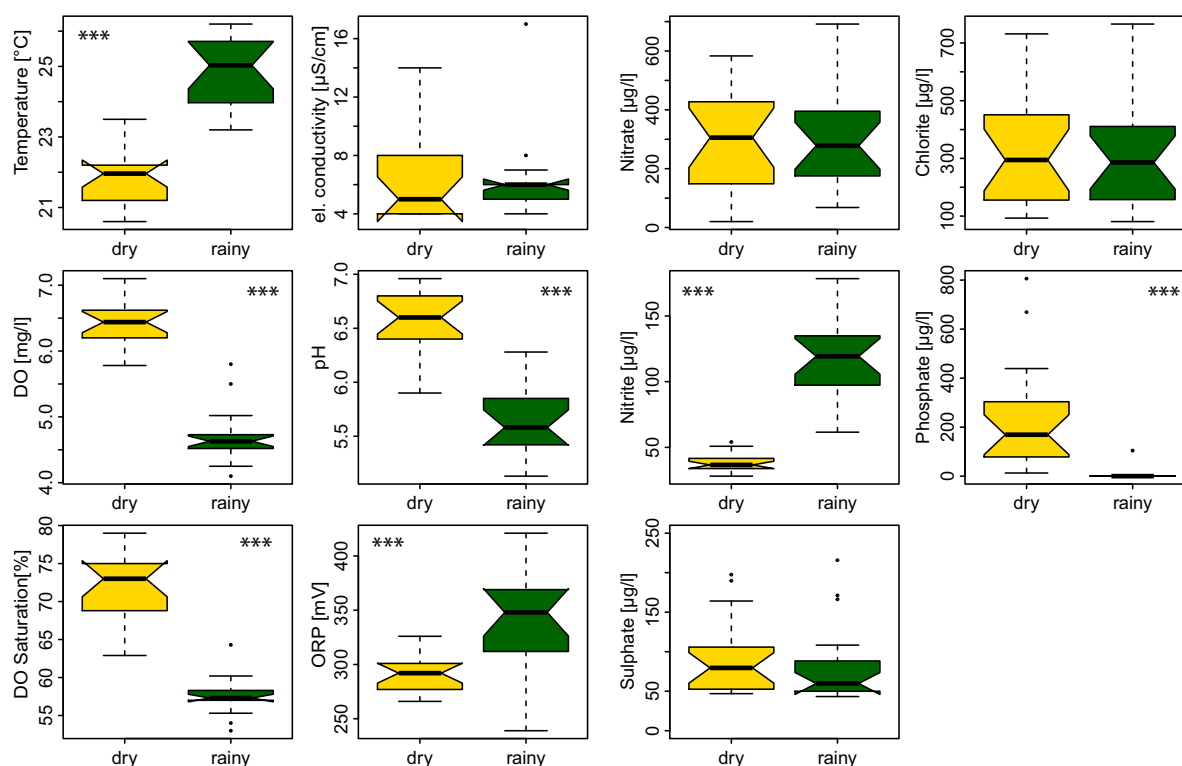 Temperature [°C]
21
23
25
***
dry
rainy
el. conductivity [µS/cm]
4
6
8
12
16
dry
rainy
Nitrate [µg/l]
0
200
400
600
dry
rainy
Chlorite [µg/l]
100
300
500
700
dry
rainy
DO [mg/l]
4.0
5.0
6.0
7.0
***
dry
rainy
pH
5.5
6.0
6.5
7.0
***
dry
rainy
Nitrite [µg/l]
50
100
150
***
dry
rainy
Phosphate [µg/l]
0
200
400
600
800
***
dry
rainy
DO Saturation[%]
55
60
65
70
75
80
***
dry
rainy
ORP [mV]
250
300
350
400
***
dry
rainy
Sulphate [µg/l]
0
50
150
250
dry
rainy